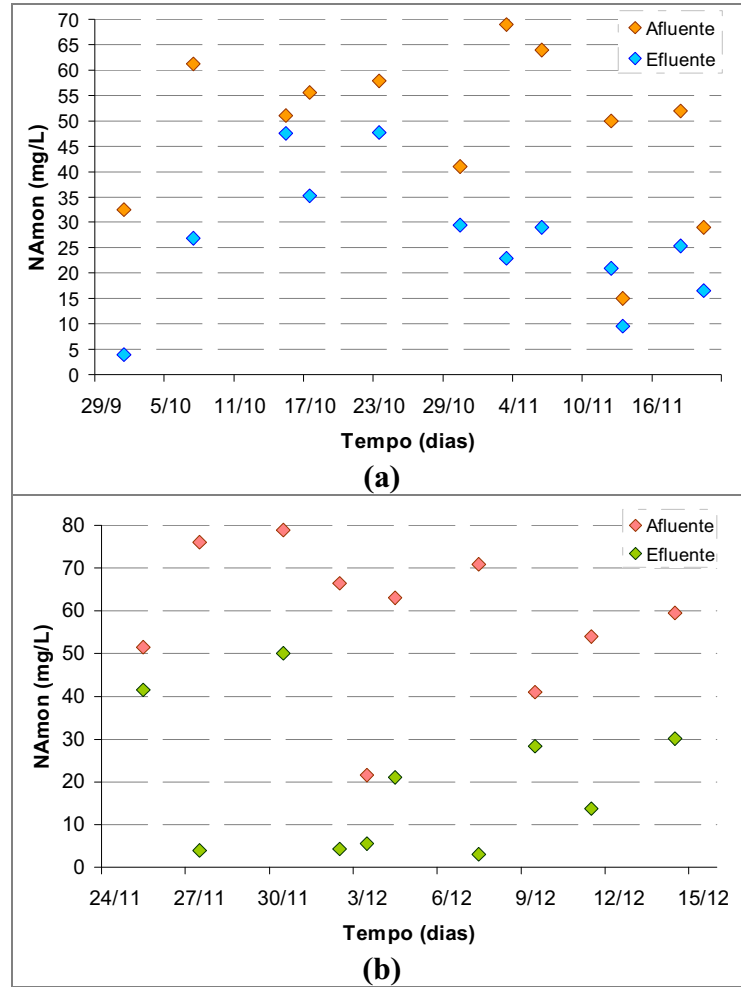 70
65
60
55
50
45
40
35
30
25
20
15
10
5
0
NAmon (mg/L)
Afluente
Efluente
29/9 5/10 11/10 17/10 23/10 29/10 4/11 10/11 16/11
Tempo (dias)
(a)
80
70
60
50
40
30
20
10
0
NAmon (mg/L)
Afluente
Efluente
24/11 27/11 30/11 3/12 6/12 9/12 12/12 15/12
Tempo (dias)
(b)